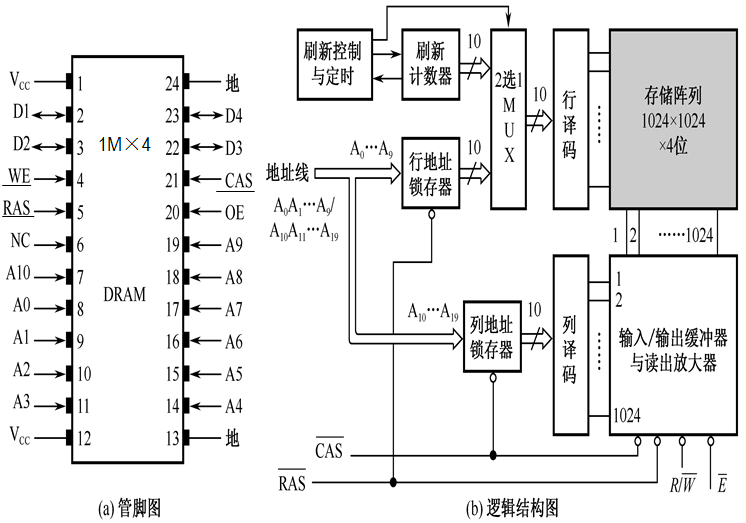 V_CC 1 24 地
D1 2 23 D4
D2 3 1M×4 22 D3
WE 4 21 CAS
RAS 5 20 OE
NC 6 19 A9
A10 7 18 A8
A0 8 DRAM 17 A7
A1 9 16 A6
A2 10 15 A5
A3 11 14 A4
V_CC 12 13 地
(a) 管脚图
刷新控制
与定时
刷新
计数器
10
2选1
M
U
X
10
行
译
码
存储阵列
1024×1024
×4位
地址线
A0…A9
行地址
锁存器
10
A0A1…A9/
A10A11…A19
1 2 ……1024
A10…A19
列地址
锁存器
10
列
译
码
1
2
1024
输入/输出缓冲器
与读出放大器
CAS
RAS
R/W
E
(b) 逻辑结构图